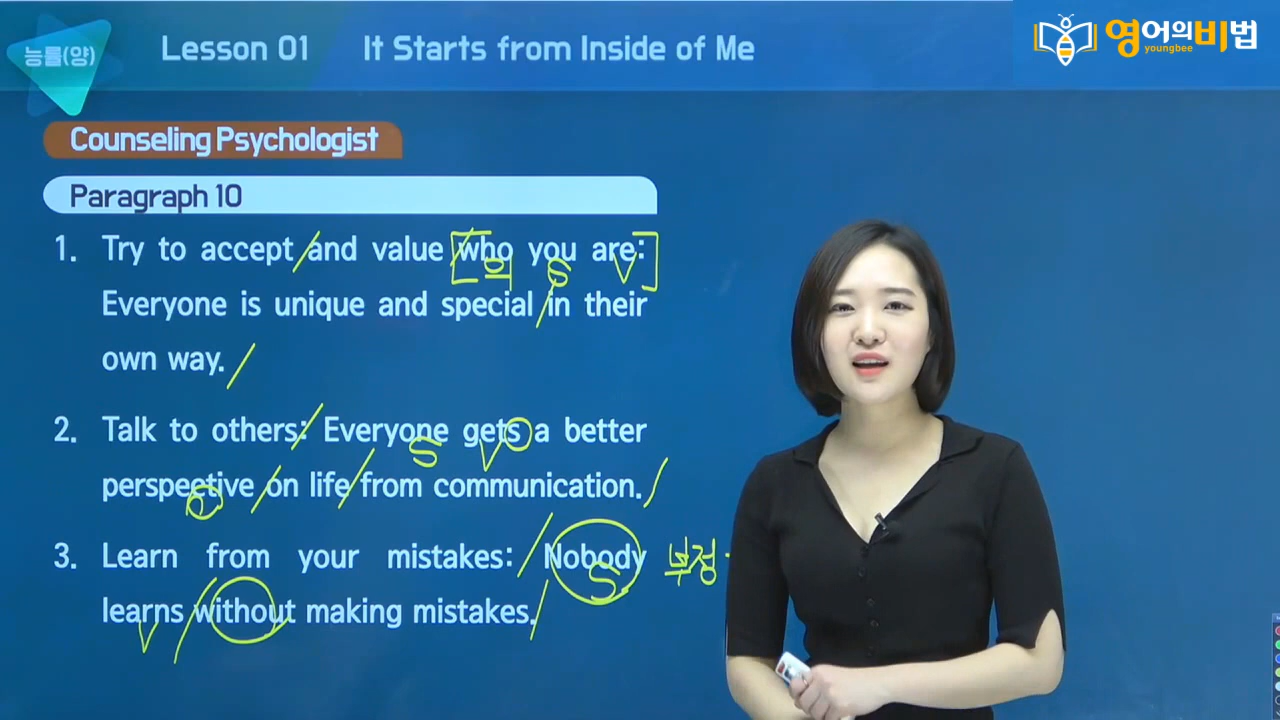 능률(양)
Lesson 01 It Starts from Inside of Me
영어의비법
youngbee
Counseling Psychologist
Paragraph 10
1. Try to accept and value who you are:
의 S V
Everyone is unique and special in their
own way.
2. Talk to others: Everyone gets a better
S V
perspective on life from communication.
3. Learn from your mistakes: Nobody 부정
S
learns without making mistakes.
V